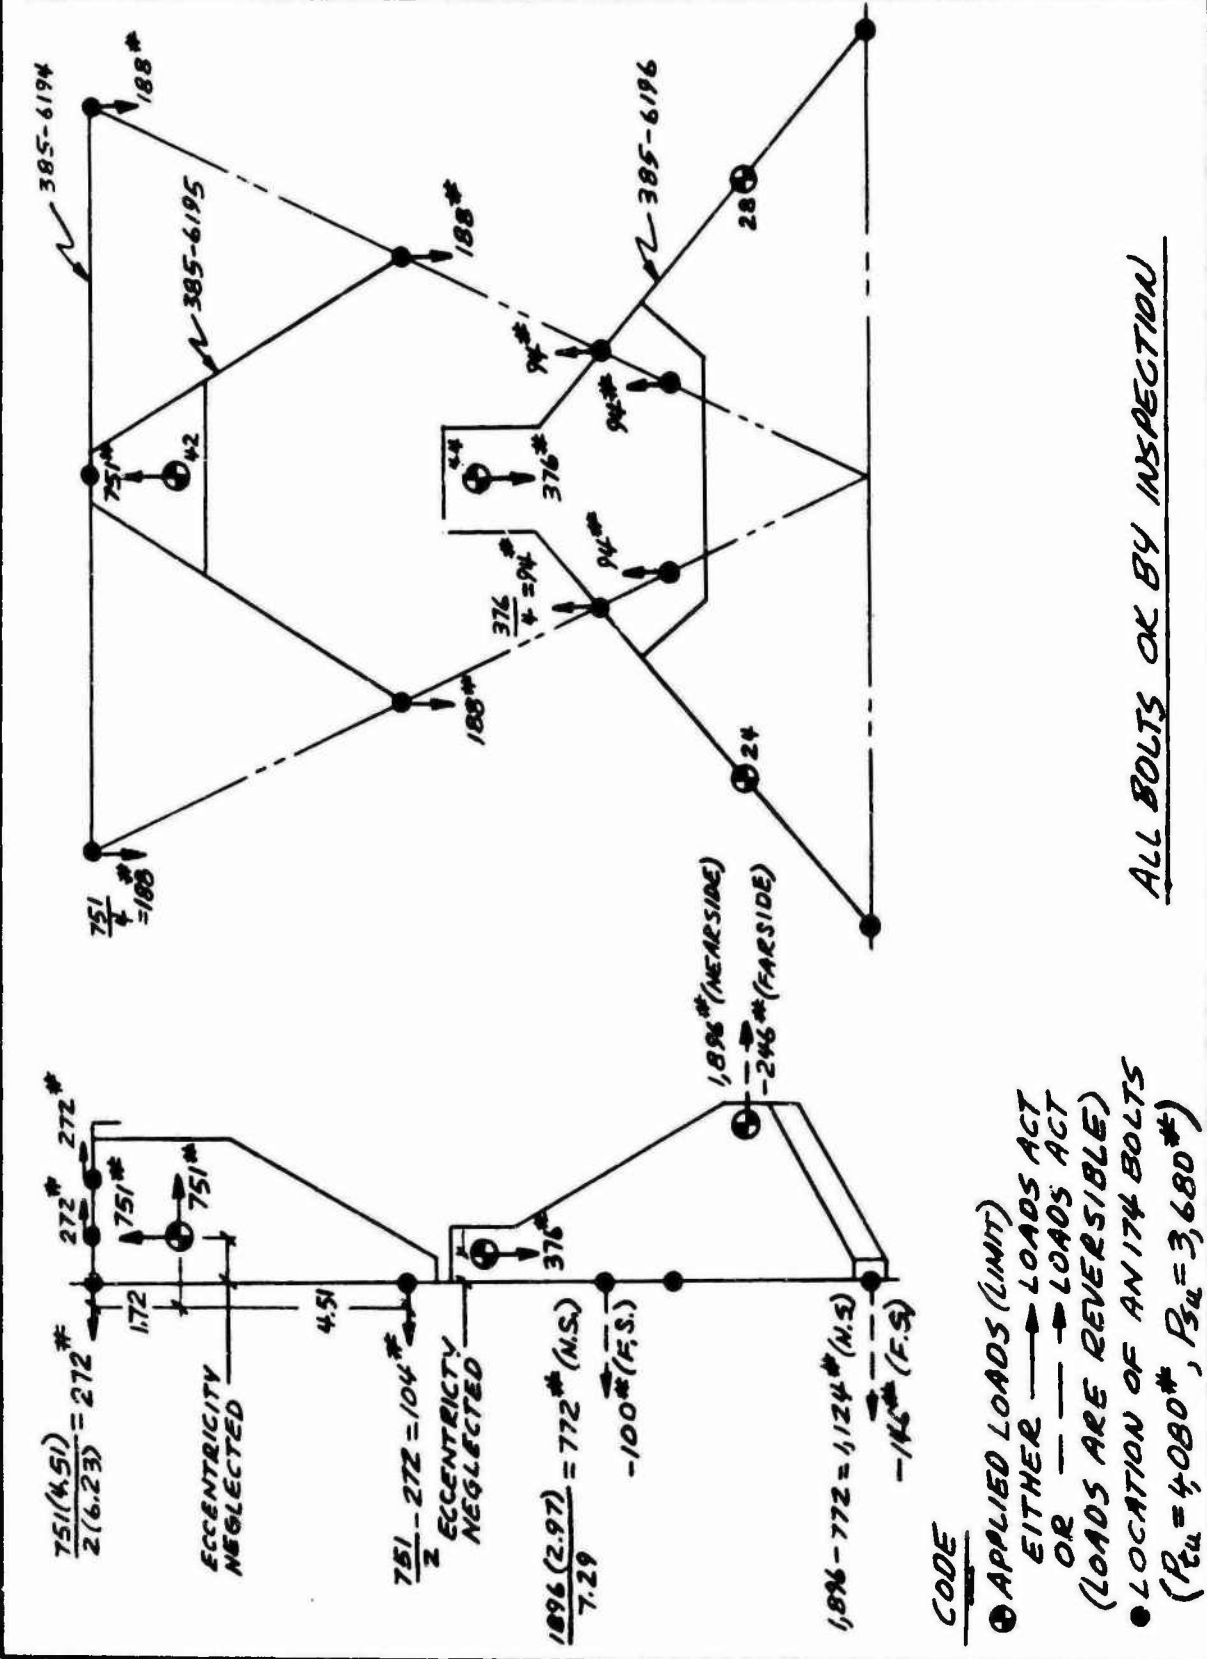 385-6194
188#
385-6195
751#
42
188#
751/4 # =188
188#
376/4 =94#
94#
94#
94#
44
376#
28
24
385-6196
751(4.51)/2(6.23) =272#
272#
272#
751#
751#
1.72
4.51
ECCENTRICITY
NEGLECTED
751/2 -272=104#
ECCENTRICTY
NEGLECTED
376#
1896(2.97)/7.29 =772#(N.S.)
-100#(F.S.)
1,896#(NEARSIDE)
-246#(FARSIDE)
1,896-772=1,124#(N.S)
-146#(F.S)
CODE
APPLIED LOADS (LIMIT)
EITHER → LOADS ACT
OR – – –→ LOADS ACT
(LOADS ARE REVERSIBLE)
LOCATION OF AN174 BOLTS
(Ptu=4,080#, Psu=3,680#)
ALL BOLTS OK BY INSPECTION